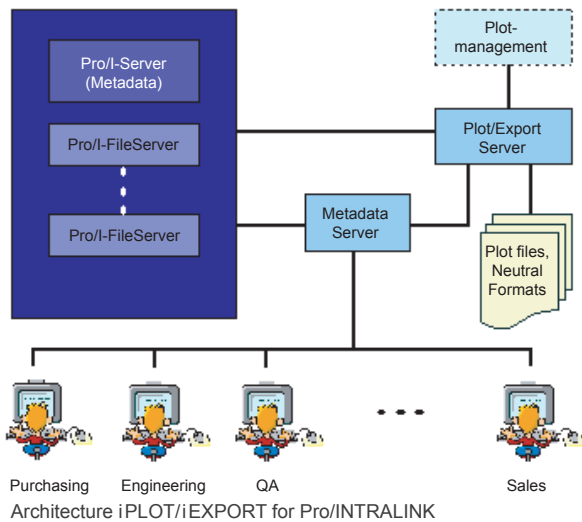 Pro/I-Server
(Metadata)
Pro/I-FileServer
Pro/I-FileServer
Plot-
management
Plot/Export
Server
Metadata
Server
Plot files,
Neutral
Formats
Purchasing
Engineering
QA
Sales
Architecture iPLOT/iEXPORT for Pro/INTRALINK